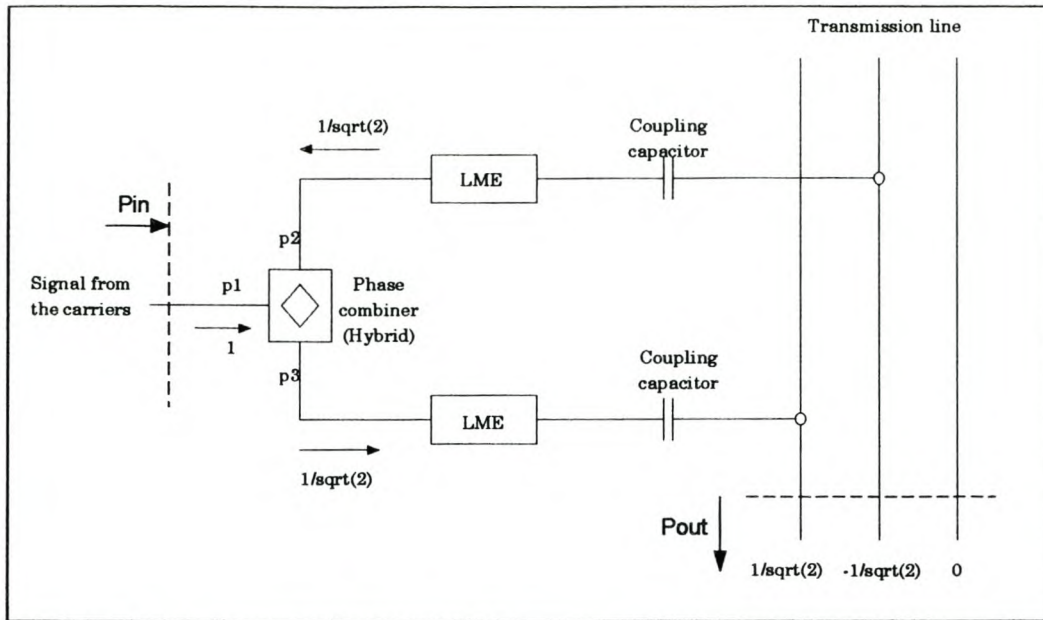 Transmission line
1/sqrt(2)
Coupling
capacitor
LME
Pin
p2
Signal from
the carriers
p1
1
Phase
combiner
(Hybrid)
p3
Coupling
capacitor
LME
1/sqrt(2)
Pout
1/sqrt(2) -1/sqrt(2) 0